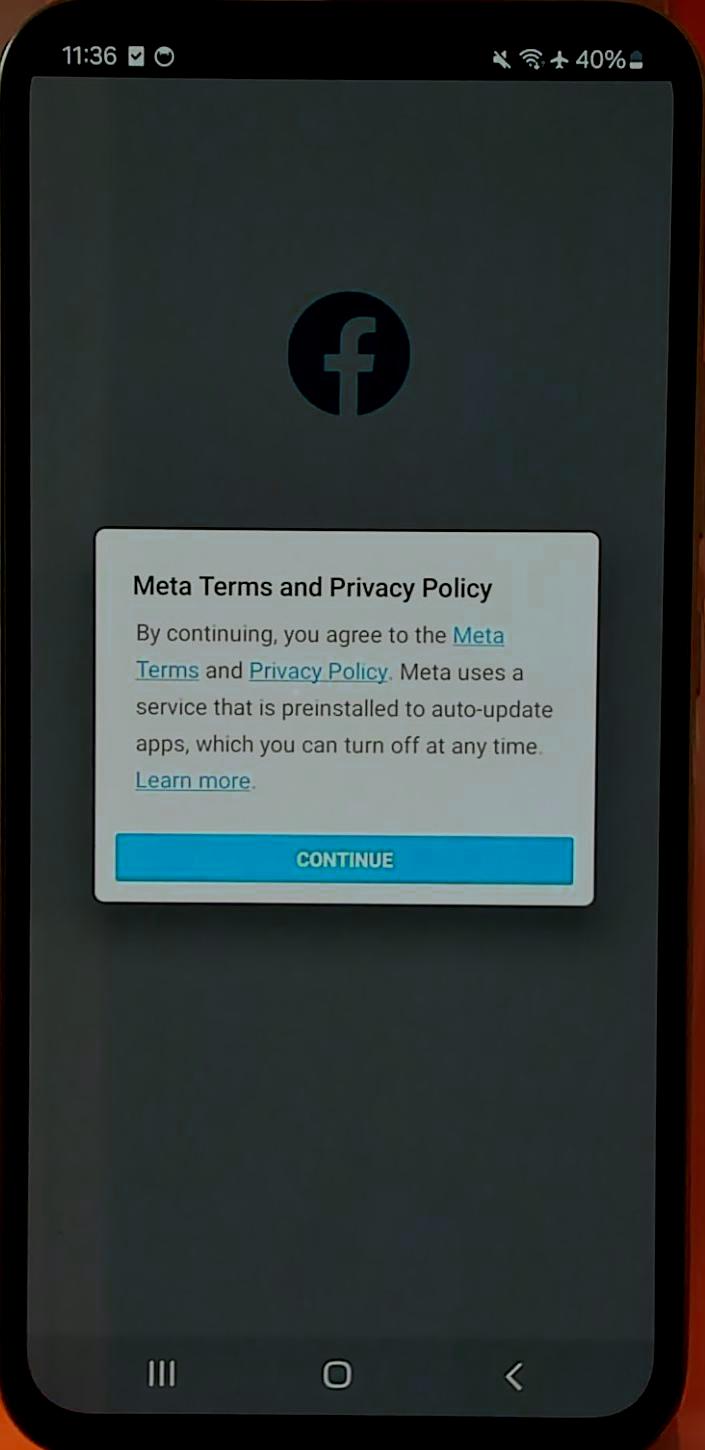 11:36
40%
Meta Terms and Privacy Policy
By continuing, you agree to the Meta
Terms and Privacy Policy. Meta uses a
service that is preinstalled to auto-update
apps, which you can turn off at any time.
Learn more.
CONTINUE